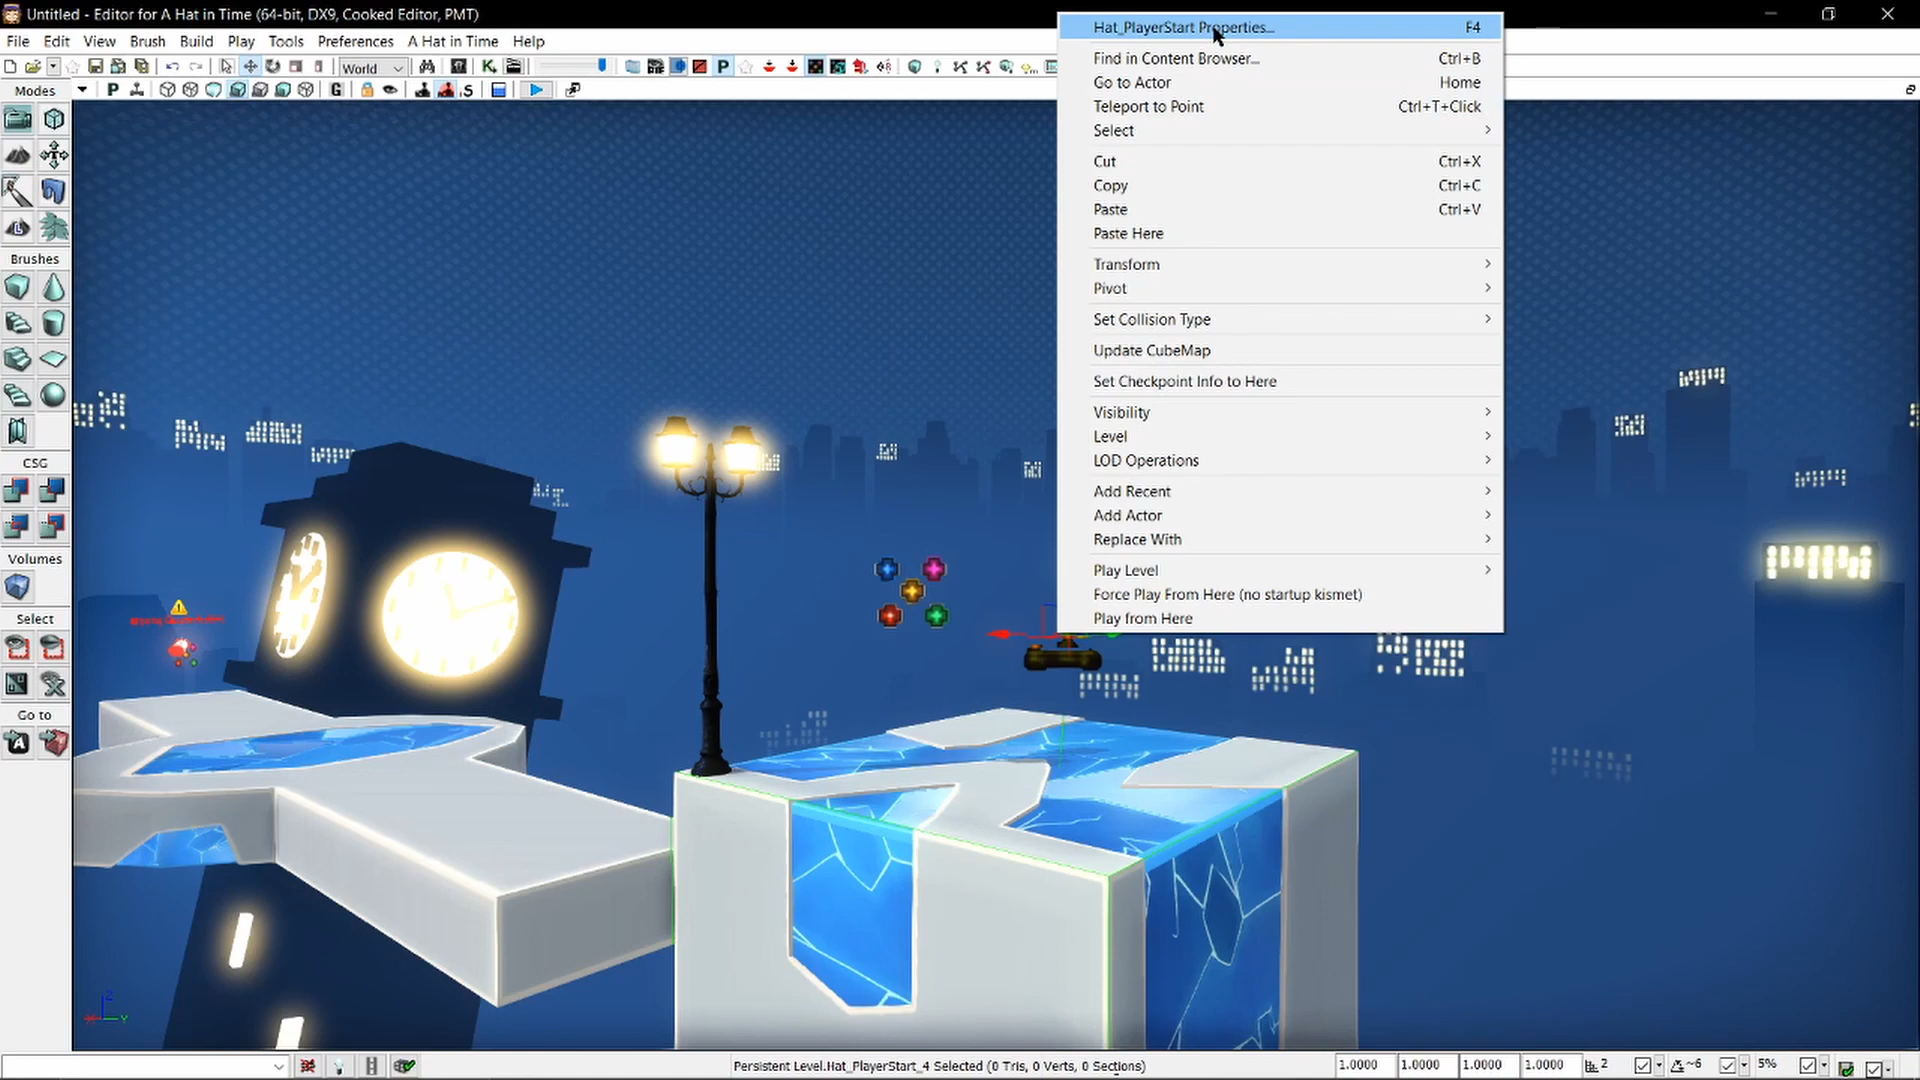 Untitled - Editor for A Hat in Time (64-bit, DX9, Cooked Editor, PMT)
File Edit View Brush Build Play Tools Preferences A Hat in Time Help
World
Modes
Brushes
CSG
Volumes
Select
Go to
Hat_PlayerStart Properties... F4
Find in Content Browser... Ctrl+B
Go to Actor Home
Teleport to Point Ctrl+T+Click
Select
Cut Ctrl+X
Copy Ctrl+C
Paste Ctrl+V
Paste Here
Transform
Pivot
Set Collision Type
Update CubeMap
Set Checkpoint Info to Here
Visibility
Level
LOD Operations
Add Recent
Add Actor
Replace With
Play Level
Force Play From Here (no startup kismet)
Play from Here
Persistent Level.Hat_PlayerStart_4 Selected (0 Tris, 0 Verts, 0 Sections)
1.0000 1.0000 1.0000 1.0000 2 ~6 5%